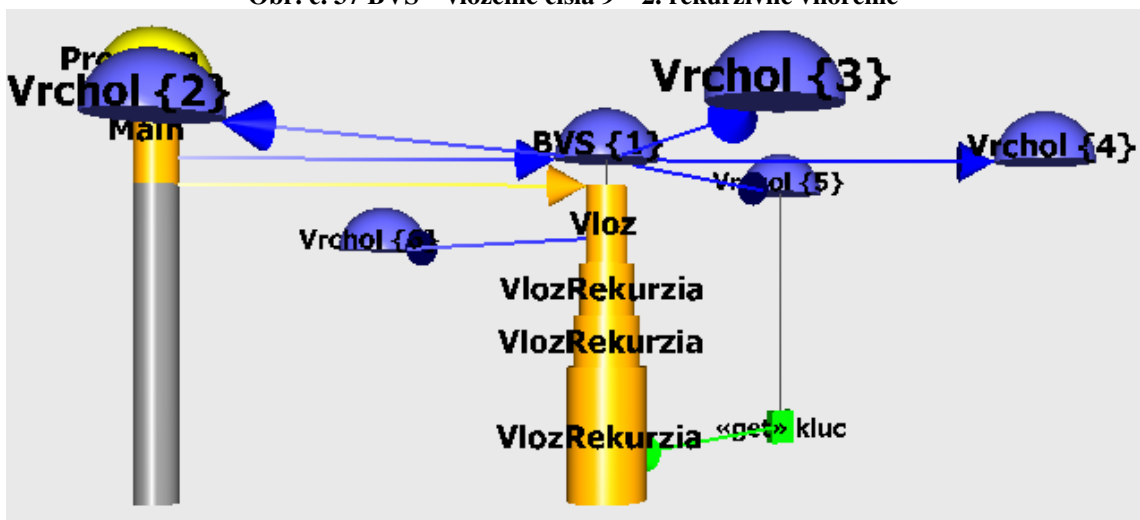 Vrchol {2}
Main
BVS {1}
Vrchol {3}
Vrchol {4}
Vrchol {5}
Vloz
VlozRekurzia
VlozRekurzia
VlozRekurzia
«get» kluc